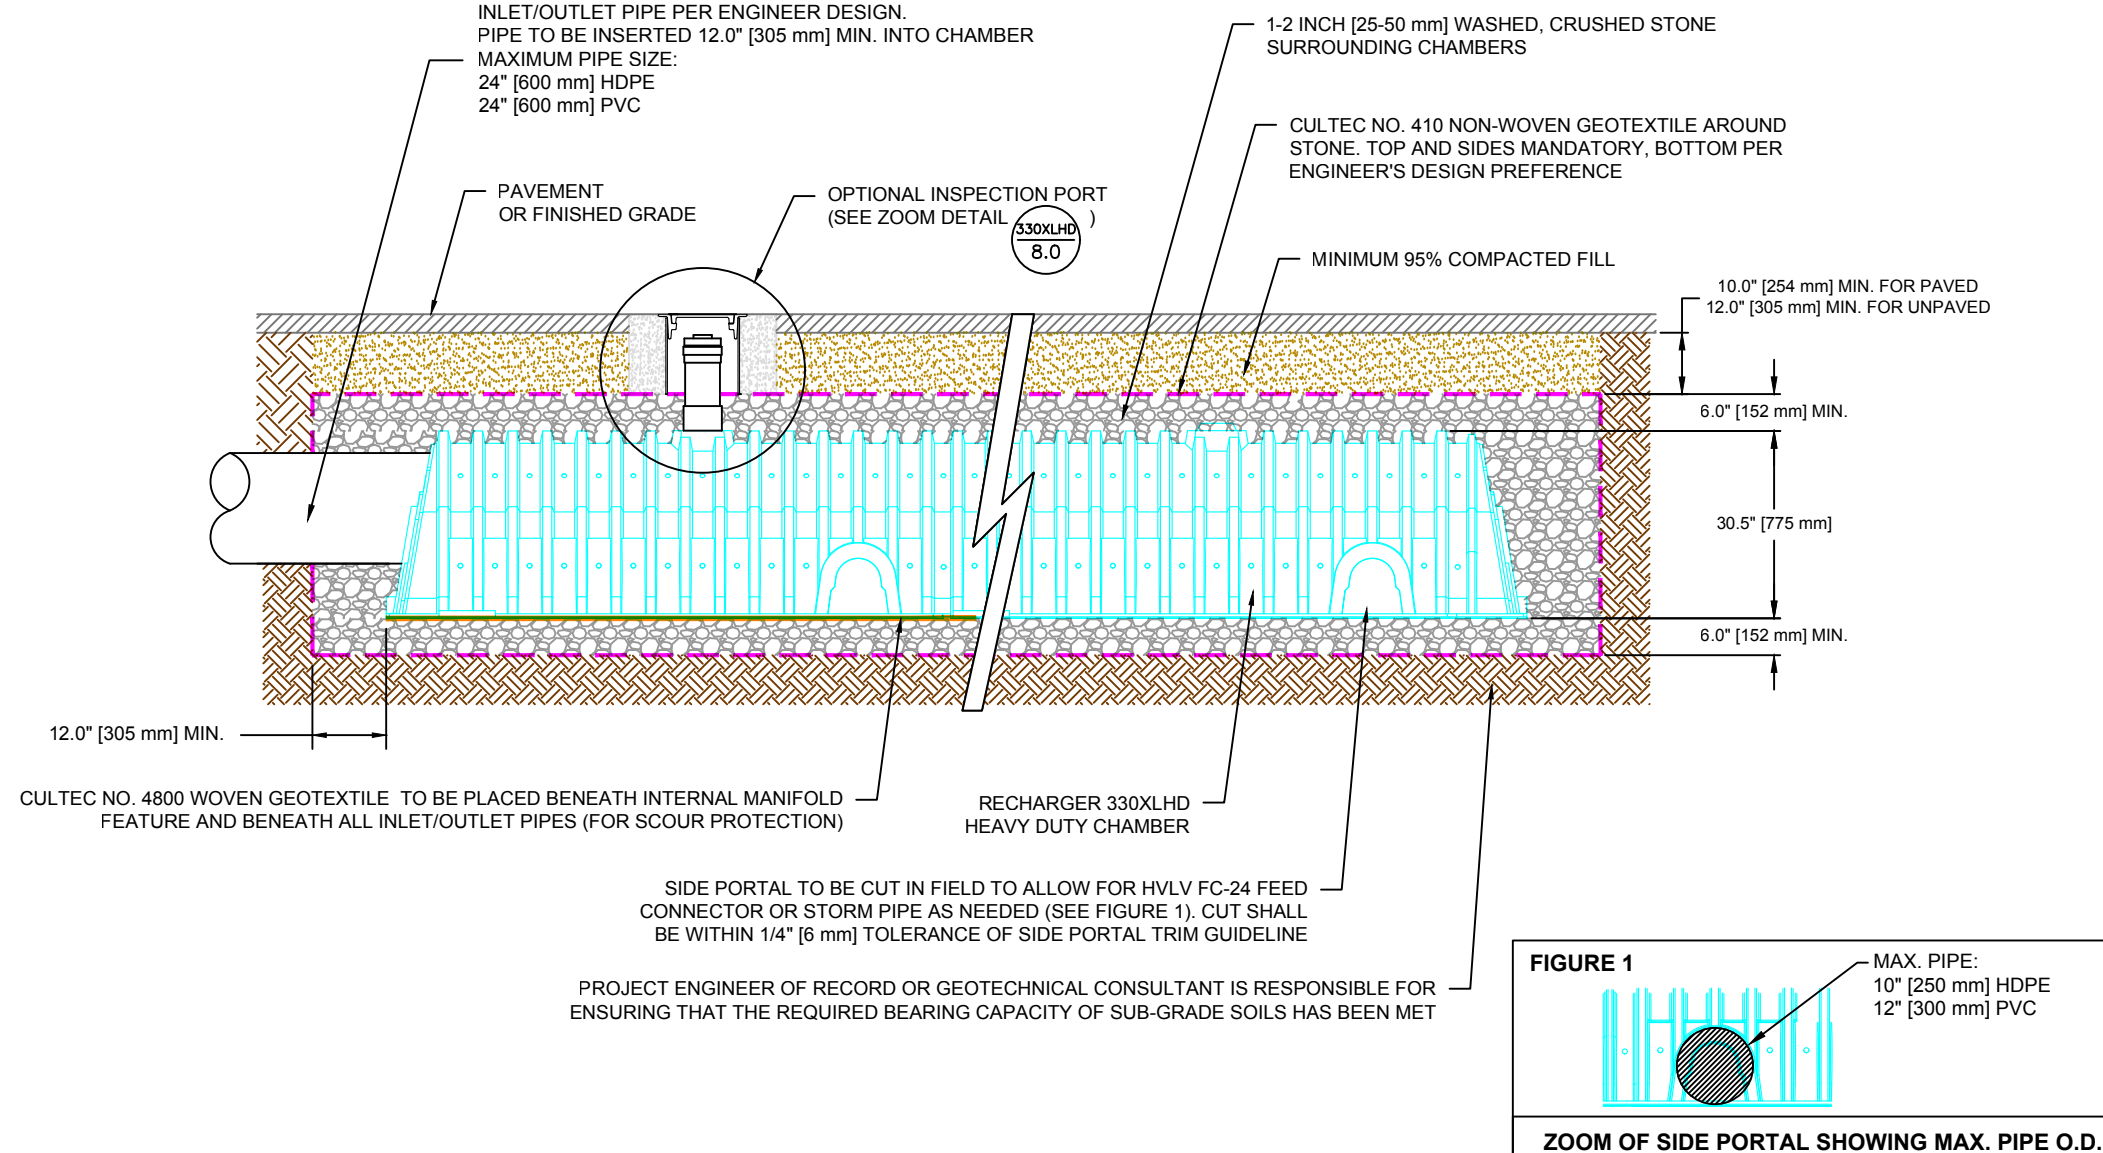 INLET/OUTLET PIPE PER ENGINEER DESIGN.
PIPE TO BE INSERTED 12.0" [305 mm] MIN. INTO CHAMBER
MAXIMUM PIPE SIZE:
24" [600 mm] HDPE
24" [600 mm] PVC
1-2 INCH [25-50 mm] WASHED, CRUSHED STONE
SURROUNDING CHAMBERS
CULTEC NO. 410 NON-WOVEN GEOTEXTILE AROUND
STONE. TOP AND SIDES MANDATORY, BOTTOM PER
ENGINEER'S DESIGN PREFERENCE
PAVEMENT
OR FINISHED GRADE
OPTIONAL INSPECTION PORT
(SEE ZOOM DETAIL )
330XLHD
8.0
MINIMUM 95% COMPACTED FILL
10.0" [254 mm] MIN. FOR PAVED
12.0" [305 mm] MIN. FOR UNPAVED
6.0" [152 mm] MIN.
30.5" [775 mm]
6.0" [152 mm] MIN.
12.0" [305 mm] MIN.
CULTEC NO. 4800 WOVEN GEOTEXTILE TO BE PLACED BENEATH INTERNAL MANIFOLD
FEATURE AND BENEATH ALL INLET/OUTLET PIPES (FOR SCOUR PROTECTION)
RECHARGER 330XLHD
HEAVY DUTY CHAMBER
SIDE PORTAL TO BE CUT IN FIELD TO ALLOW FOR HVLV FC-24 FEED
CONNECTOR OR STORM PIPE AS NEEDED (SEE FIGURE 1). CUT SHALL
BE WITHIN 1/4" [6 mm] TOLERANCE OF SIDE PORTAL TRIM GUIDELINE
PROJECT ENGINEER OF RECORD OR GEOTECHNICAL CONSULTANT IS RESPONSIBLE FOR
ENSURING THAT THE REQUIRED BEARING CAPACITY OF SUB-GRADE SOILS HAS BEEN MET
FIGURE 1
MAX. PIPE:
10" [250 mm] HDPE
12" [300 mm] PVC
ZOOM OF SIDE PORTAL SHOWING MAX. PIPE O.D.